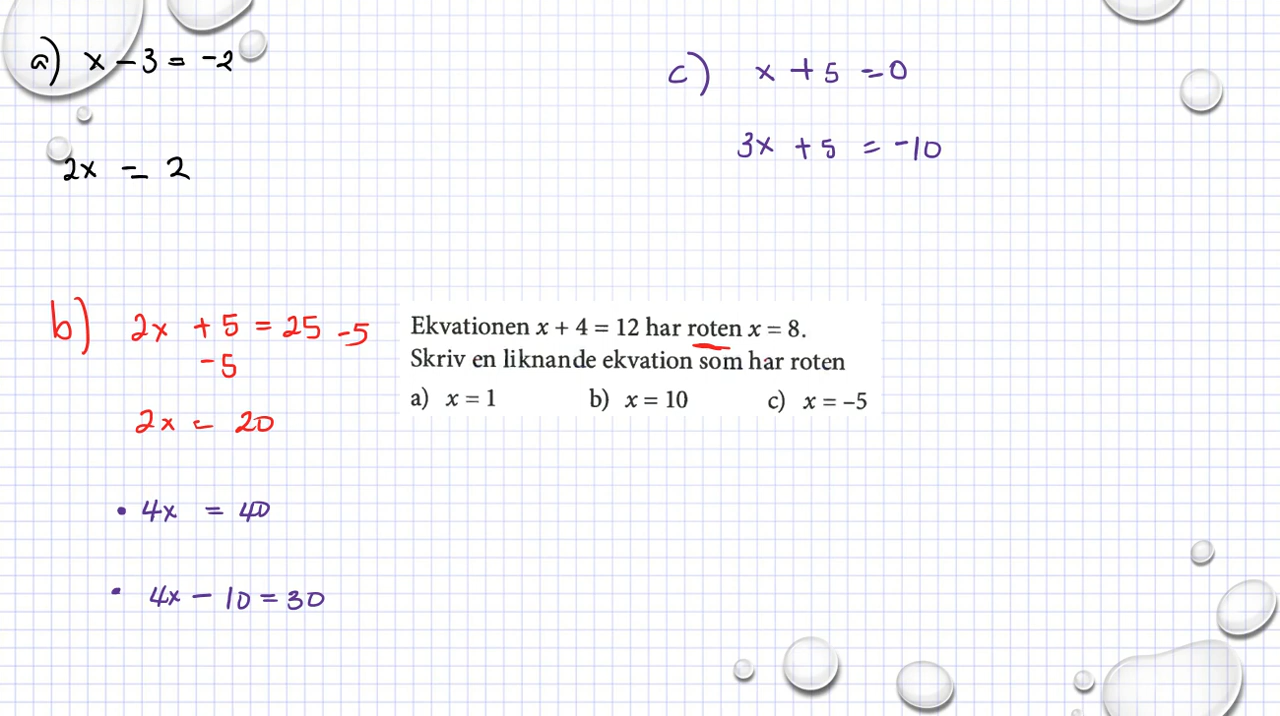 a) x - 3 = -2
2x = 2
c) x + 5 = 0
3x + 5 = -10
b) 2x + 5 = 25 -5
-5
2x = 20
• 4x = 40
• 4x - 10 = 30
Ekvationen x + 4 = 12 har roten x = 8.
Skriv en liknande ekvation som har roten
a) x = 1 b) x = 10 c) x = –5